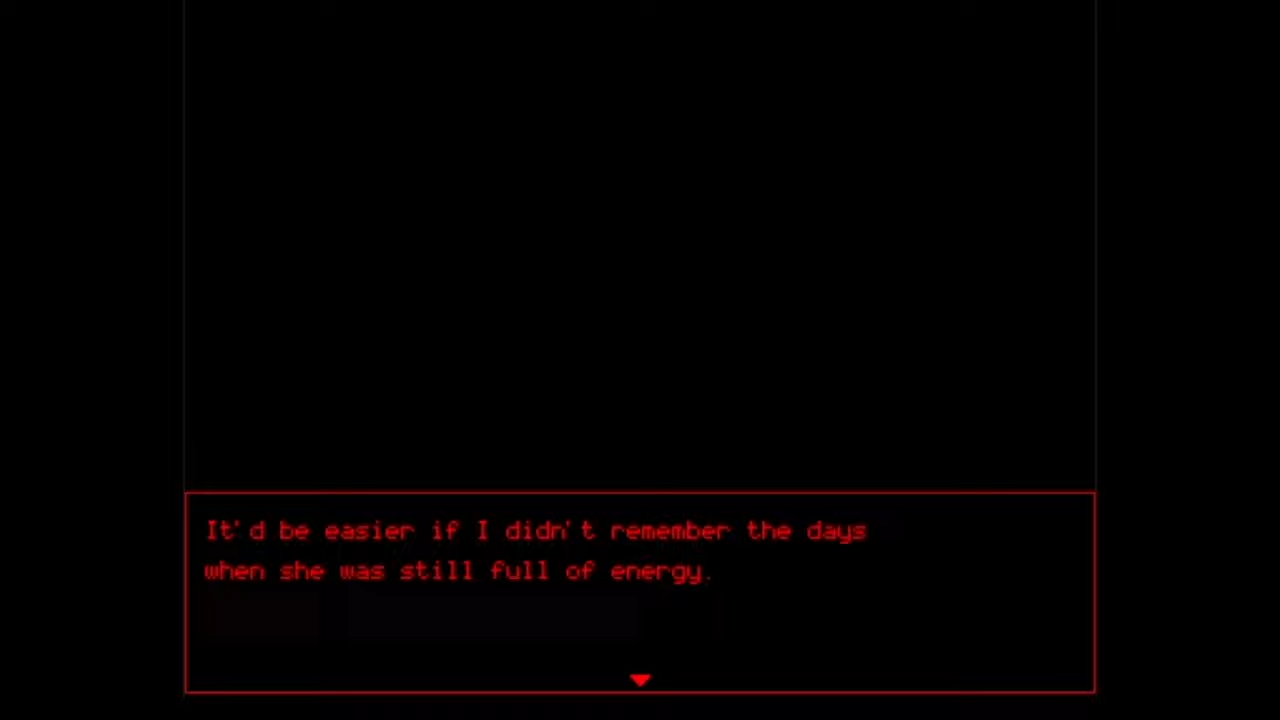 It'd be easier if I didn't remember the days
when she was still full of energy.